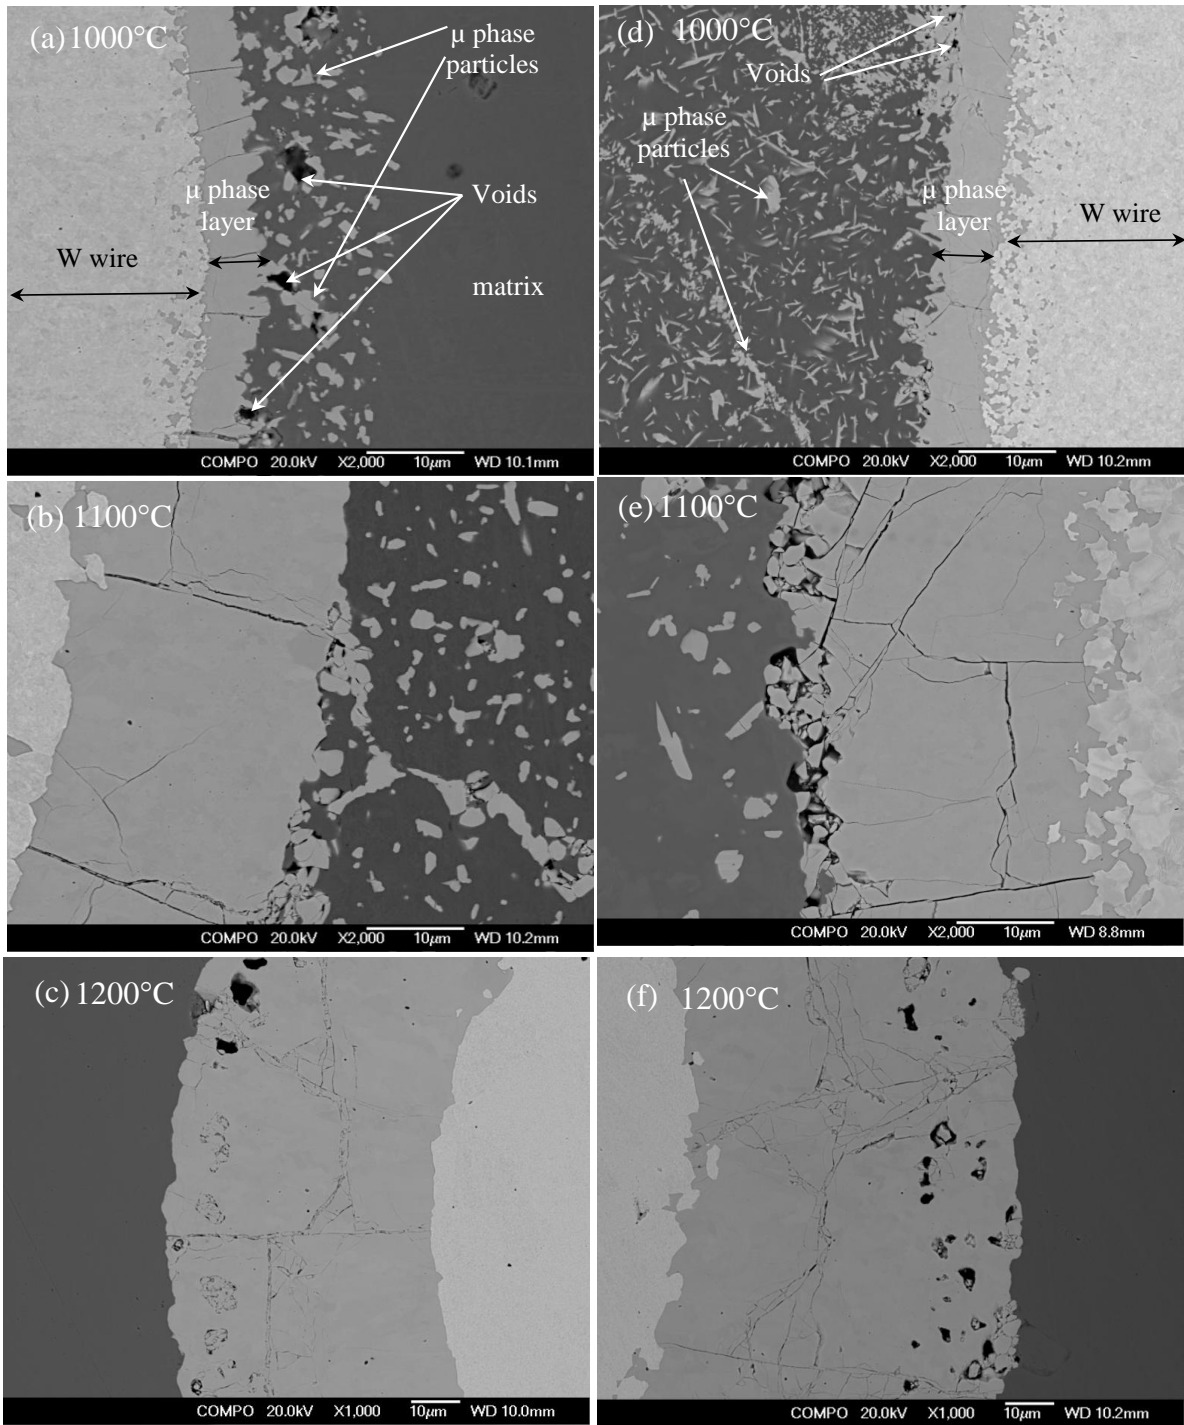 (a) 1000°C
µ phase
particles
µ phase
layer
Voids
W wire
matrix
COMPO 20.0kV X2,000 10µm WD 10.1mm
(d) 1000°C
Voids
µ phase
particles
µ phase
layer
W wire
COMPO 20.0kV X2,000 10µm WD 10.2mm
(b) 1100°C
COMPO 20.0kV X2,000 10µm WD 10.2mm
(e) 1100°C
COMPO 20.0kV X2,000 10µm WD 8.8mm
(c) 1200°C
COMPO 20.0kV X1,000 10µm WD 10.0mm
(f) 1200°C
COMPO 20.0kV X1,000 10µm WD 10.2mm